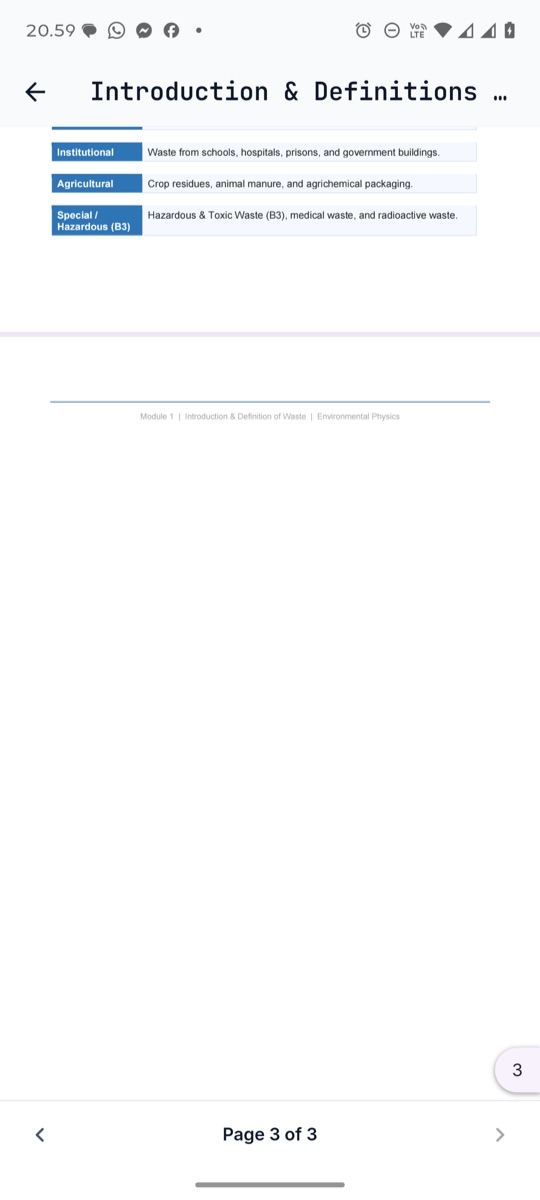 20.59
Vo LTE
Introduction & Definitions ...
Institutional Waste from schools, hospitals, prisons, and government buildings.
Agricultural Crop residues, animal manure, and agrichemical packaging.
Special / Hazardous & Toxic Waste (B3), medical waste, and radioactive waste.
Hazardous (B3)
Module 1 | Introduction & Definition of Waste | Environmental Physics
3
Page 3 of 3